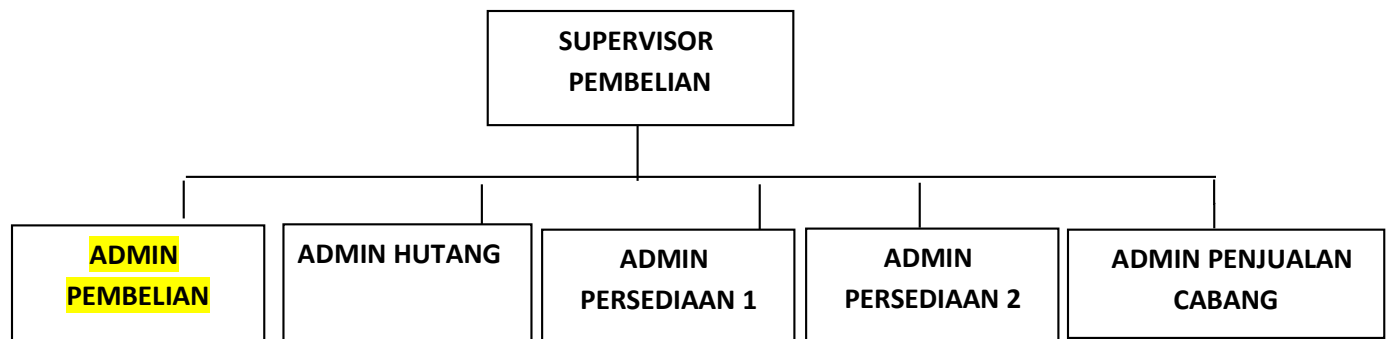 SUPERVISOR
PEMBELIAN
ADMIN
PEMBELIAN
ADMIN HUTANG
ADMIN
PERSEDIAAN 1
ADMIN
PERSEDIAAN 2
ADMIN PENJUALAN
CABANG